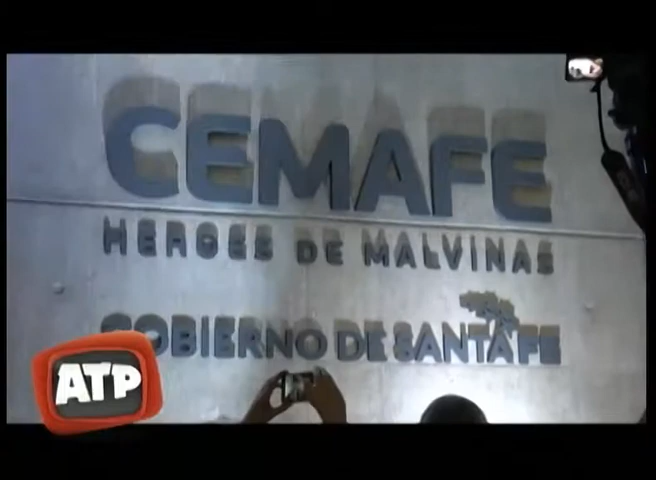 CEMAFE
HEROES DE MALVINAS
GOBIERNO DE SANTA FE
ATP